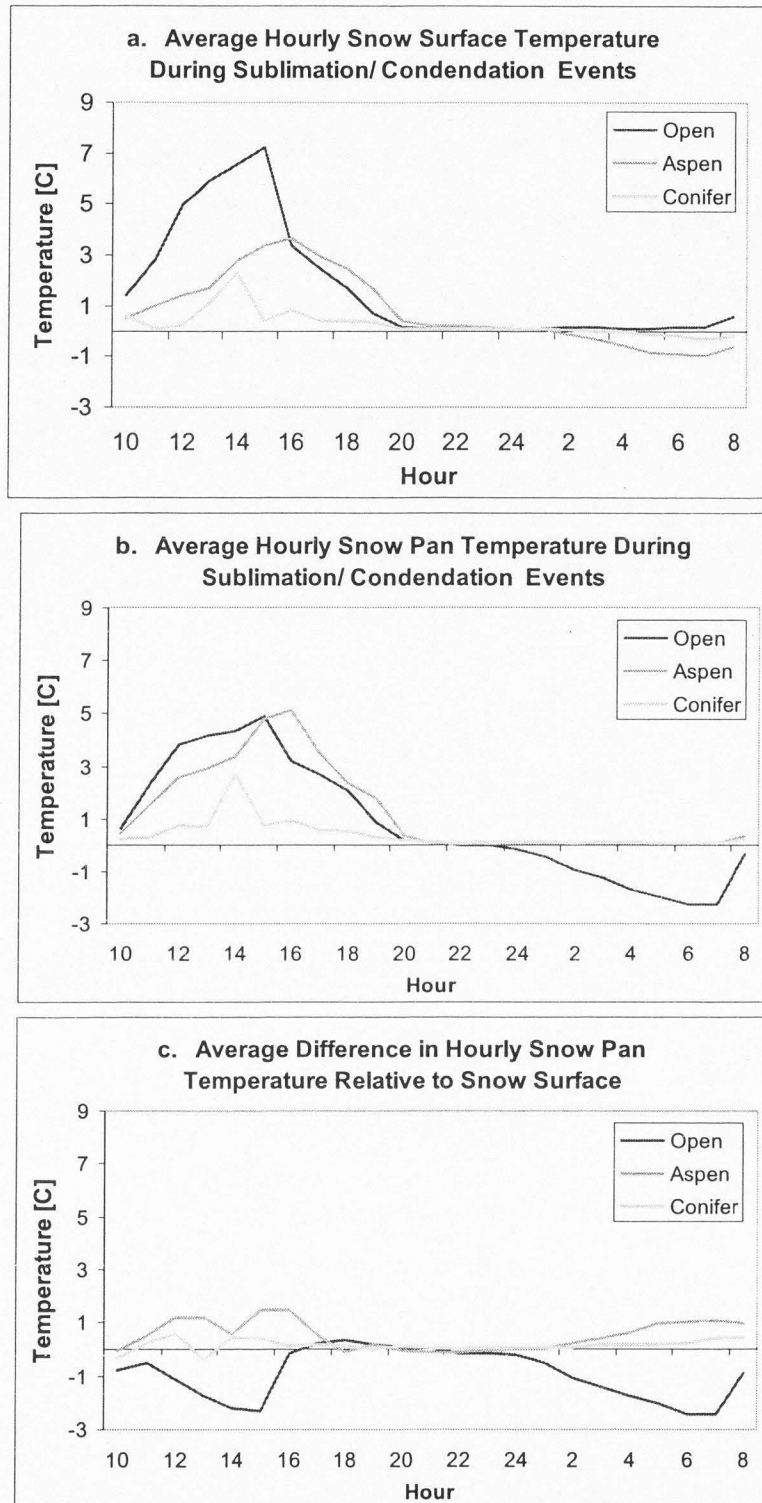 a. Average Hourly Snow Surface Temperature
During Sublimation/ Condendation Events
9
7
5
3
1
-1
-3
Temperature [C]
Open
Aspen
Conifer
10 12 14 16 18 20 22 24 2 4 6 8
Hour
b. Average Hourly Snow Pan Temperature During
Sublimation/ Condendation Events
9
7
5
3
1
-1
-3
Temperature [C]
Open
Aspen
Conifer
10 12 14 16 18 20 22 24 2 4 6 8
Hour
c. Average Difference in Hourly Snow Pan
Temperature Relative to Snow Surface
9
7
5
3
1
-1
-3
Temperature [C]
Open
Aspen
Conifer
10 12 14 16 18 20 22 24 2 4 6 8
Hour